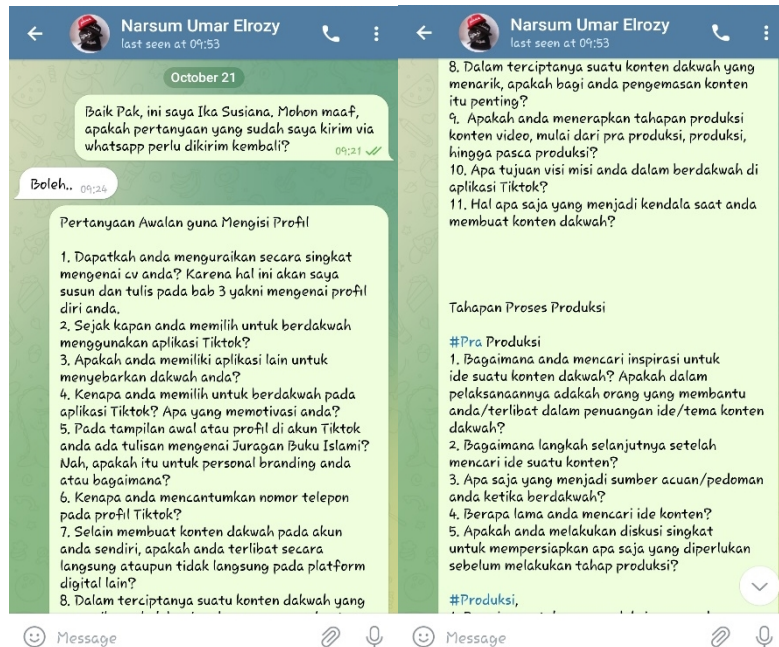 Narsum Umar Elrozy
last seen at 09:53
October 21
Baik Pak, ini saya Ika Susiana. Mohon maaf,
apakah pertanyaan yang sudah saya kirim via
whatsapp perlu dikirim kembali?
09:21
Boleh.. 09:24
Pertanyaan Awalan guna Mengisi Profil
1. Dapatkah anda menguraikan secara singkat
mengenai cv anda? Karena hal ini akan saya
susun dan tulis pada bab 3 yakni mengenai profil
diri anda.
2. Sejak kapan anda memilih untuk berdakwah
menggunakan aplikasi Tiktok?
3. Apakah anda memiliki aplikasi lain untuk
menyebarkan dakwah anda?
4. Kenapa anda memilih untuk berdakwah pada
aplikasi Tiktok? Apa yang memotivasi anda?
5. Pada tampilan awal atau profil di akun Tiktok
anda ada tulisan mengenai Juragan Buku Islami?
Nah, apakah itu untuk personal branding anda
atau bagaimana?
6. Kenapa anda mencantumkan nomor telepon
pada profil Tiktok?
7. Selain membuat konten dakwah pada akun
anda sendiri, apakah anda terlibat secara
langsung ataupun tidak langsung pada platform
digital lain?
8. Dalam terciptanya suatu konten dakwah yang
Message
Narsum Umar Elrozy
last seen at 09:53
8. Dalam terciptanya suatu konten dakwah yang
menarik, apakah bagi anda pengemasan konten
itu penting?
9. Apakah anda menerapkan tahapan produksi
konten video, mulai dari pra produksi, produksi,
hingga pasca produksi?
10. Apa tujuan visi misi anda dalam berdakwah di
aplikasi Tiktok?
11. Hal apa saja yang menjadi kendala saat anda
membuat konten dakwah?
Tahapan Proses Produksi
#Pra Produksi
1. Bagaimana anda mencari inspirasi untuk
ide suatu konten dakwah? Apakah dalam
pelaksanaannya adakah orang yang membantu
anda/terlibat dalam penuangan ide/tema konten
dakwah?
2. Bagaimana langkah selanjutnya setelah
mencari ide suatu konten?
3. Apa saja yang menjadi sumber acuan/pedoman
anda ketika berdakwah?
4. Berapa lama anda mencari ide konten?
5. Apakah anda melakukan diskusi singkat
untuk mempersiapkan apa saja yang diperlukan
sebelum melakukan tahap produksi?
#Produksi,
Message